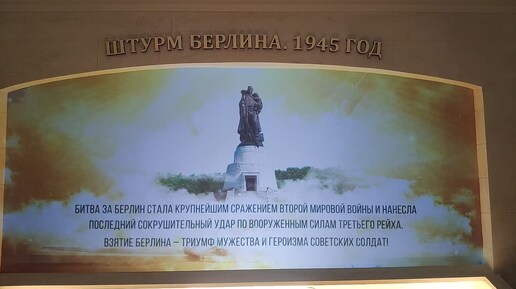 ШТУРМ БЕРЛИНА. 1945 ГОД
БИТВА ЗА БЕРЛИН СТАЛА КРУПНЕЙШИМ СРАЖЕНИЕМ ВТОРОЙ МИРОВОЙ ВОЙНЫ И НАНЕСЛА
ПОСЛЕДНИЙ СОКРУШИТЕЛЬНЫЙ УДАР ПО ВООРУЖЕННЫМ СИЛАМ ТРЕТЬЕГО РЕЙХА.
ВЗЯТИЕ БЕРЛИНА – ТРИУМФ МУЖЕСТВА И ГЕРОИЗМА СОВЕТСКИХ СОЛДАТ!